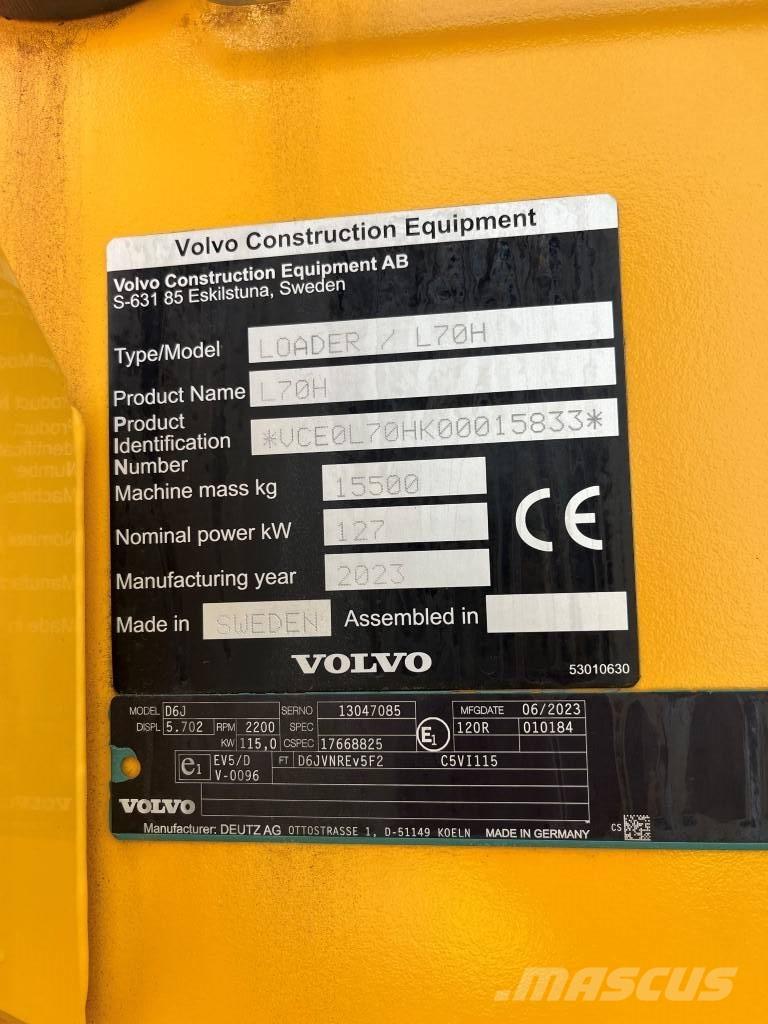 Volvo Construction Equipment
Volvo Construction Equipment AB
S-631 85 Eskilstuna, Sweden
Type/Model LOADER / L70H
Product Name L70H
Product
Identification *VCE0L70HK00015833*
Number
Machine mass kg 15500
Nominal power kW 127
CE
Manufacturing year 2023
Made in SWEDEN Assembled in
VOLVO 53010630
MODEL D6J SERNO 13047085 MFGDATE 06/2023
DISPL 5.702 RPM 2200 SPEC E1 120R 010184
KW 115,0 CSPEC 17668825
e1 EV5/D FT D6JVNREv5F2 C5VI115
V-0096
VOLVO
Manufacturer: DEUTZ AG OTTOSTRASSE 1, D-51149 KOELN MADE IN GERMANY CS
MASCUS